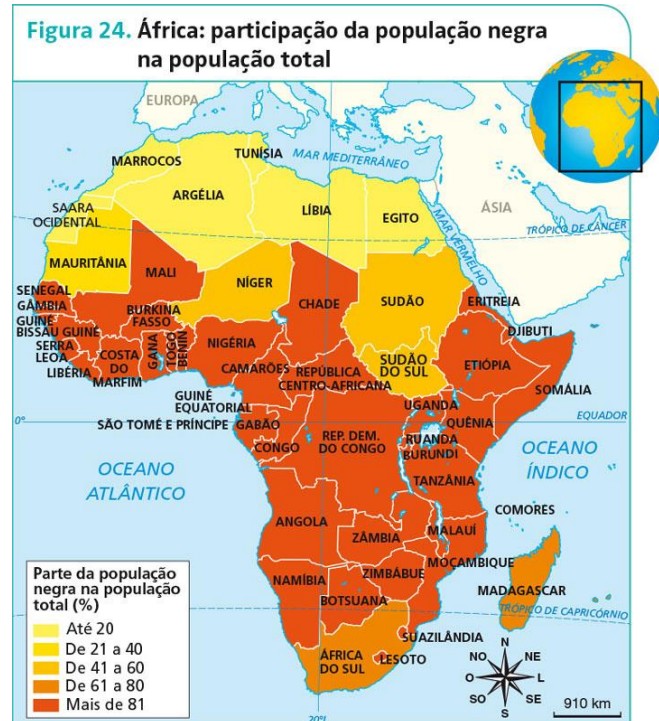 Figura 24. África: participação da população negra
na população total
EUROPA
ÁSIA
MAR MEDITERRÂNEO
MAR VERMELHO
TRÓPICO DE CÂNCER
MARROCOS
TUNÍSIA
ARGÉLIA
LÍBIA
EGITO
SAARA
OCIDENTAL
MAURITÂNIA
MALI
NÍGER
CHADE
SUDÃO
ERITREIA
DJIBUTI
SENEGAL
GÂMBIA
GUINÉ
BISSAU
GUINÉ
SERRA
LEOA
LIBÉRIA
COSTA
DO
MARFIM
BURKINA
FASSO
GANA
TOGO
BENIN
NIGÉRIA
CAMARÕES
REPÚBLICA
CENTRO-AFRICANA
SUDÃO
DO SUL
ETIÓPIA
SOMÁLIA
GUINÉ
EQUATORIAL
SÃO TOMÉ E PRÍNCIPE
GABÃO
CONGO
REP. DEM.
DO CONGO
UGANDA
QUÊNIA
RUANDA
BURUNDI
TANZÂNIA
0°
EQUADOR
OCEANO
ATLÂNTICO
OCEANO
ÍNDICO
COMORES
ANGOLA
ZÂMBIA
MALAUÍ
MOÇAMBIQUE
ZIMBÁBUE
NAMÍBIA
BOTSUANA
MADAGASCAR
TRÓPICO DE CAPRICÓRNIO
SUAZILÂNDIA
LESOTO
ÁFRICA
DO SUL
20°L
Parte da população
negra na população
total (%)
Até 20
De 21 a 40
De 41 a 60
De 61 a 80
Mais de 81
N
NO
NE
O
L
SO
SE
S
910 km